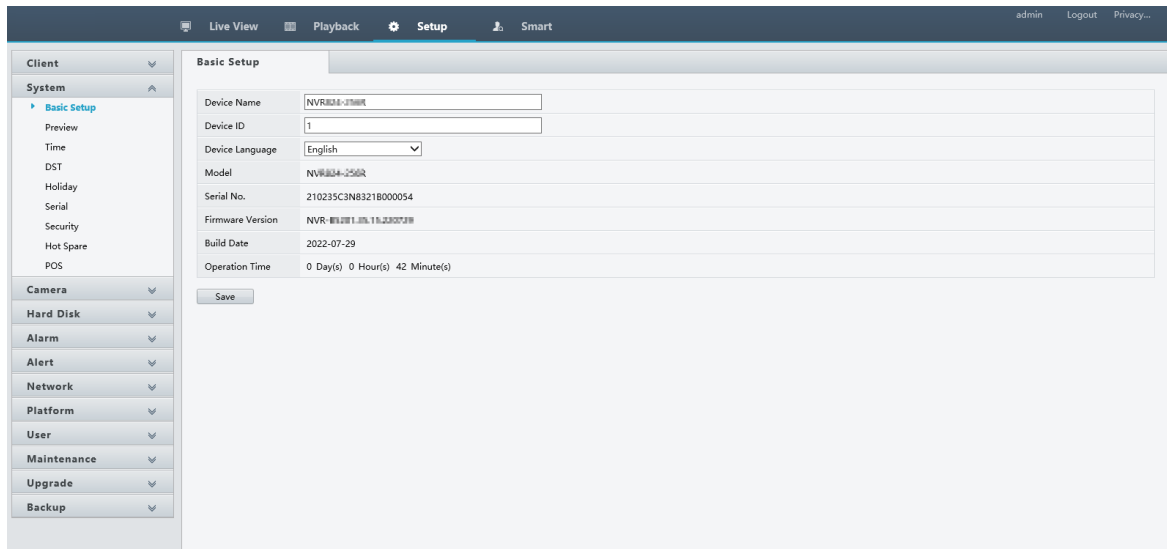 Live View Playback Setup Smart admin Logout Privacy...
Client
System
Basic Setup
Preview
Time
DST
Holiday
Serial
Security
Hot Spare
POS
Camera
Hard Disk
Alarm
Alert
Network
Platform
User
Maintenance
Upgrade
Backup
Basic Setup
Device Name
Device ID 1
Device Language English
Model
Serial No. 210235C3N8321B000054
Firmware Version
Build Date 2022-07-29
Operation Time 0 Day(s) 0 Hour(s) 42 Minute(s)
Save